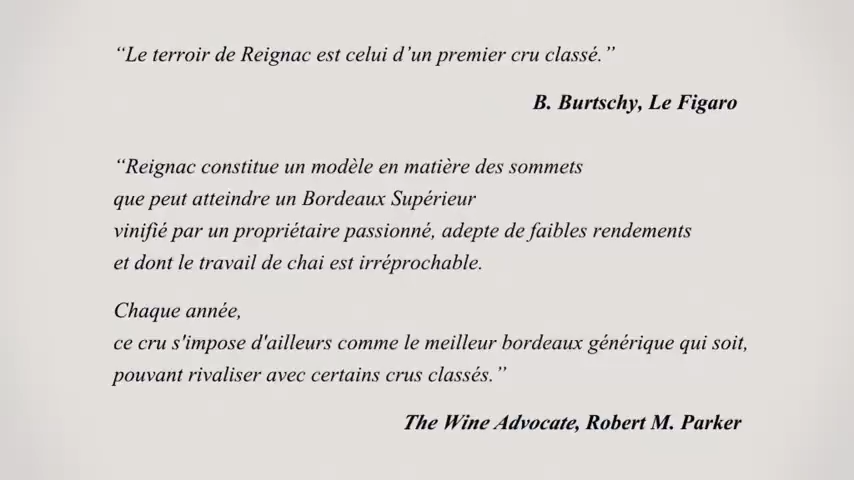 “Le terroir de Reignac est celui d’un premier cru classé.”
B. Burtschy, Le Figaro
“Reignac constitue un modèle en matière des sommets
que peut atteindre un Bordeaux Supérieur
vinifié par un propriétaire passionné, adepte de faibles rendements
et dont le travail de chai est irréprochable.
Chaque année,
ce cru s'impose d'ailleurs comme le meilleur bordeaux générique qui soit,
pouvant rivaliser avec certains crus classés.”
The Wine Advocate, Robert M. Parker